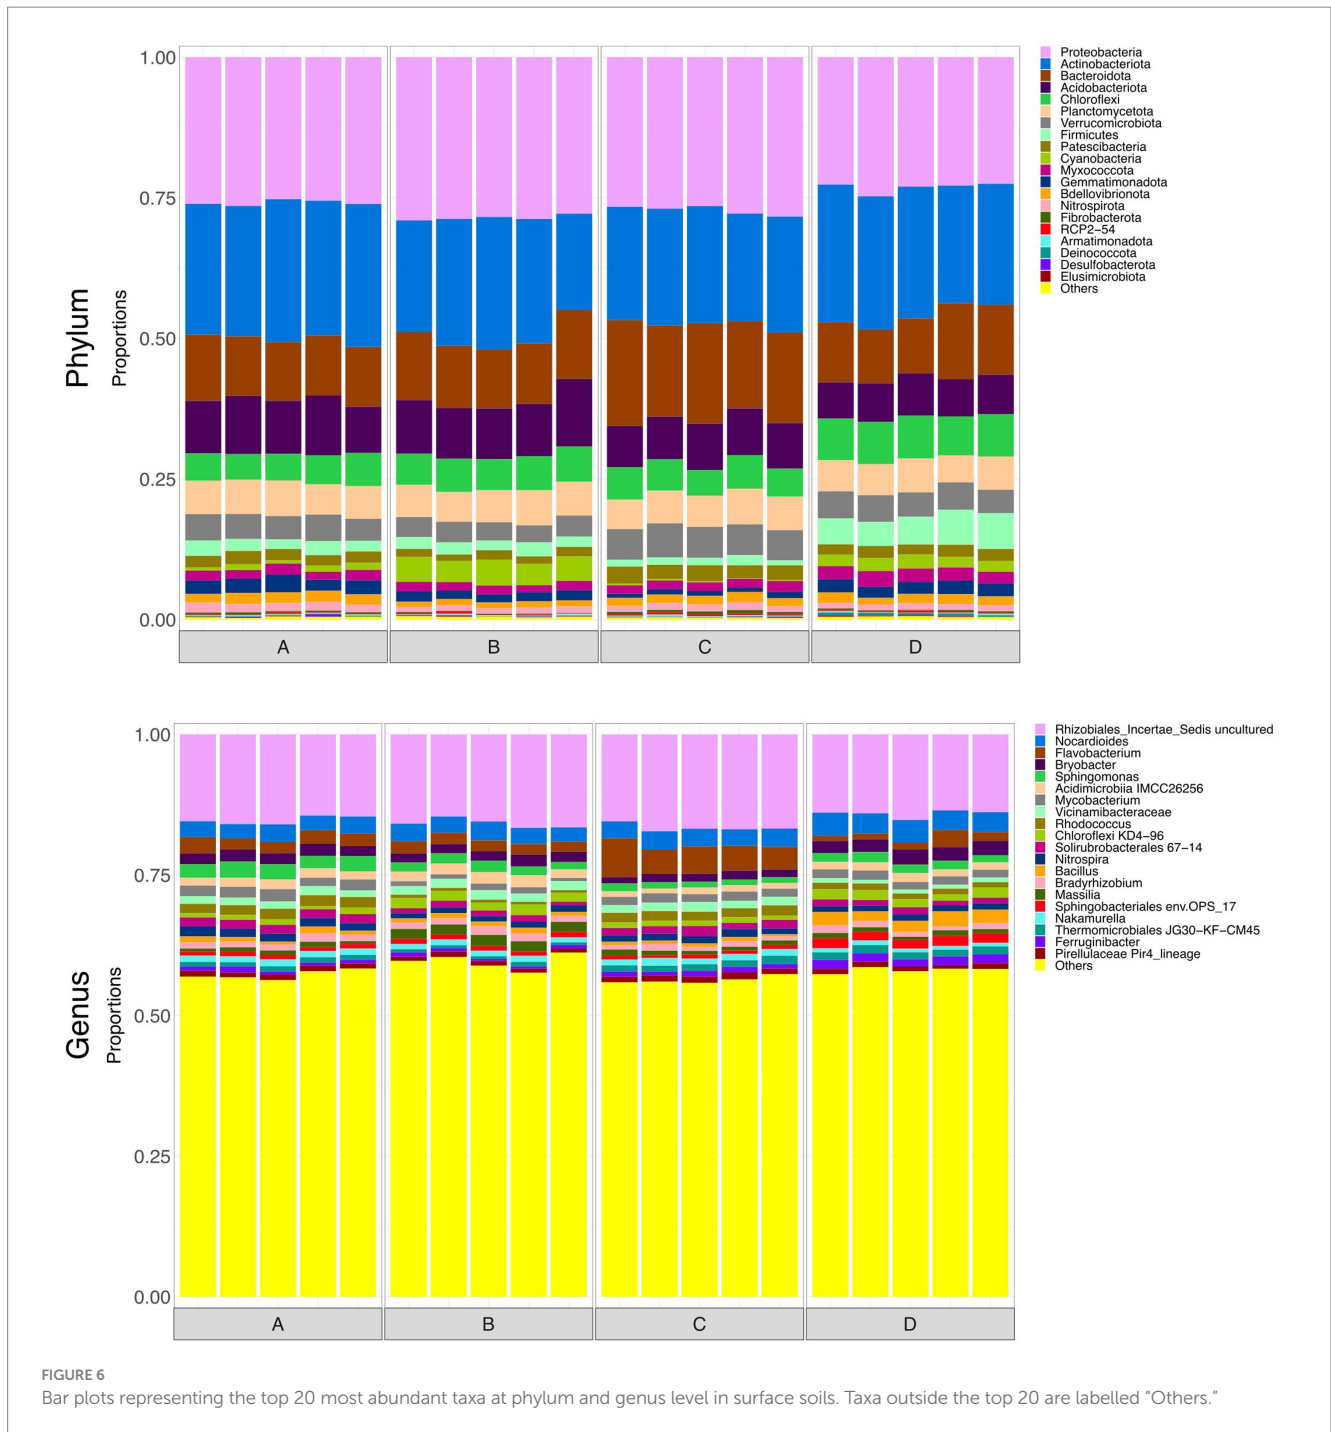 Phylum
Proportions
1.00
0.75
0.50
0.25
0.00
A
B
C
D
Proteobacteria
Actinobacteriota
Bacteroidota
Acidobacteriota
Chloroflexi
Planctomycetota
Verrucomicrobiota
Firmicutes
Patescibacteria
Cyanobacteria
Myxococcota
Gemmatimonadota
Bdellovibrionota
Nitrospirota
Fibrobacterota
RCP2−54
Armatimonadota
Deinococcota
Desulfobacterota
Elusimicrobiota
Others
Genus
Proportions
1.00
0.75
0.50
0.25
0.00
A
B
C
D
Rhizobiales_Incertae_Sedis uncultured
Nocardioides
Flavobacterium
Bryobacter
Sphingomonas
Acidimicrobiia IMCC26256
Mycobacterium
Vicinamibacteraceae
Rhodococcus
Chloroflexi KD4−96
Solirubrobacterales 67−14
Nitrospira
Bacillus
Bradyrhizobium
Massilia
Sphingobacteriales env.OPS_17
Nakamurella
Thermomicrobiales JG30−KF−CM45
Ferruginibacter
Pirellulaceae Pir4_lineage
Others
FIGURE 6
Bar plots representing the top 20 most abundant taxa at phylum and genus level in surface soils. Taxa outside the top 20 are labelled “Others.”